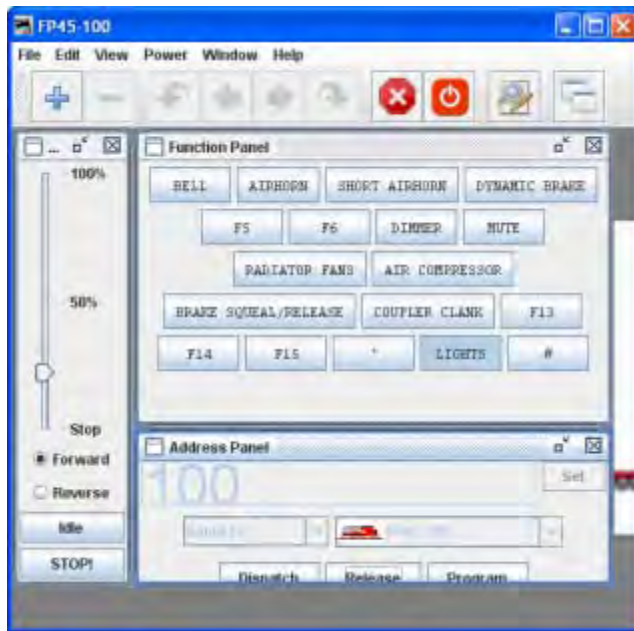 FP45-100
File Edit View Power Window Help
...
100%
50%
Stop
Forward
Reverse
Idle
STOP!
Function Panel
BELL AIRHORN SHORT AIRHORN DYNAMIC BRAKE
F5 F6 DIMMER MUTE
RADIATOR FANS AIR COMPRESSOR
BRAKE SQUEAL/RELEASE COUPLER CLANK F13
F14 F15 * LIGHTS #
Address Panel
100 Set
Dispatch Release Program